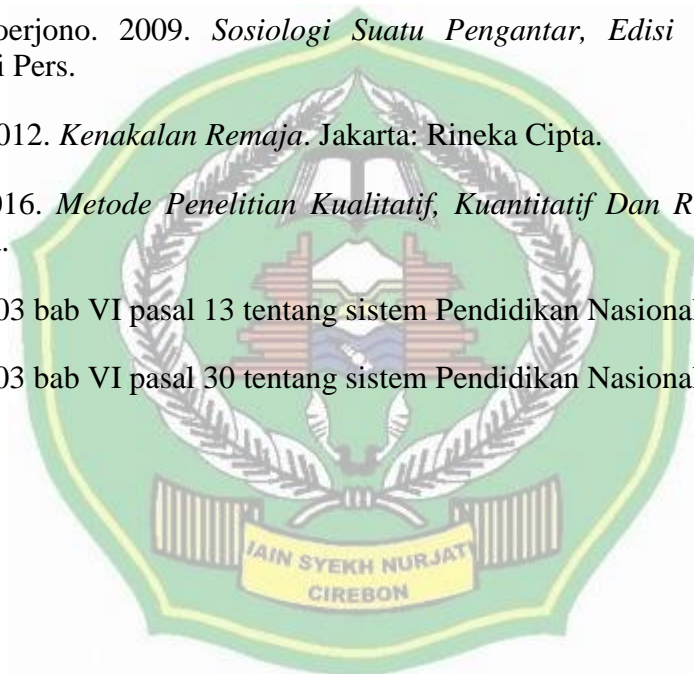 oerjono. 2009. Sosiologi Suatu Pengantar, Edisi
i Pers.
012. Kenakalan Remaja. Jakarta: Rineka Cipta.
016. Metode Penelitian Kualitatif, Kuantitatif Dan R
.
03 bab VI pasal 13 tentang sistem Pendidikan Nasional
03 bab VI pasal 30 tentang sistem Pendidikan Nasional
IAIN SYEKH NURJATI
CIREBON